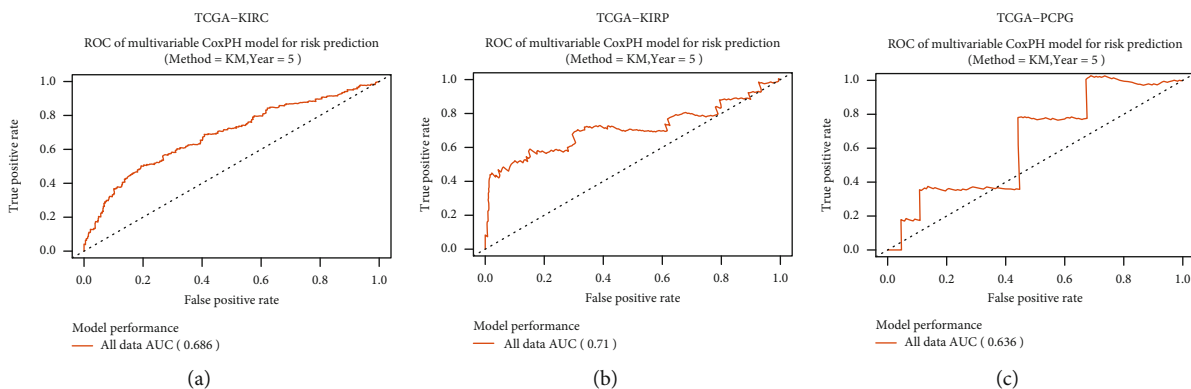 TCGA−KIRC
ROC of multivariable CoxPH model for risk prediction
(Method = KM,Year = 5 )
True positive rate
1.0
0.8
0.6
0.4
0.2
0.0
0.0 0.2 0.4 0.6 0.8 1.0
False positive rate
Model performance
All data AUC ( 0.686 )
(a)
TCGA−KIRP
ROC of multivariable CoxPH model for risk prediction
(Method = KM,Year = 5 )
True positive rate
1.0
0.8
0.6
0.4
0.2
0.0
0.0 0.2 0.4 0.6 0.8 1.0
False positive rate
Model performance
All data AUC ( 0.71 )
(b)
TCGA−PCPG
ROC of multivariable CoxPH model for risk prediction
(Method = KM,Year = 5 )
True positive rate
1.0
0.8
0.6
0.4
0.2
0.0
0.0 0.2 0.4 0.6 0.8 1.0
False positive rate
Model performance
All data AUC ( 0.636 )
(c)